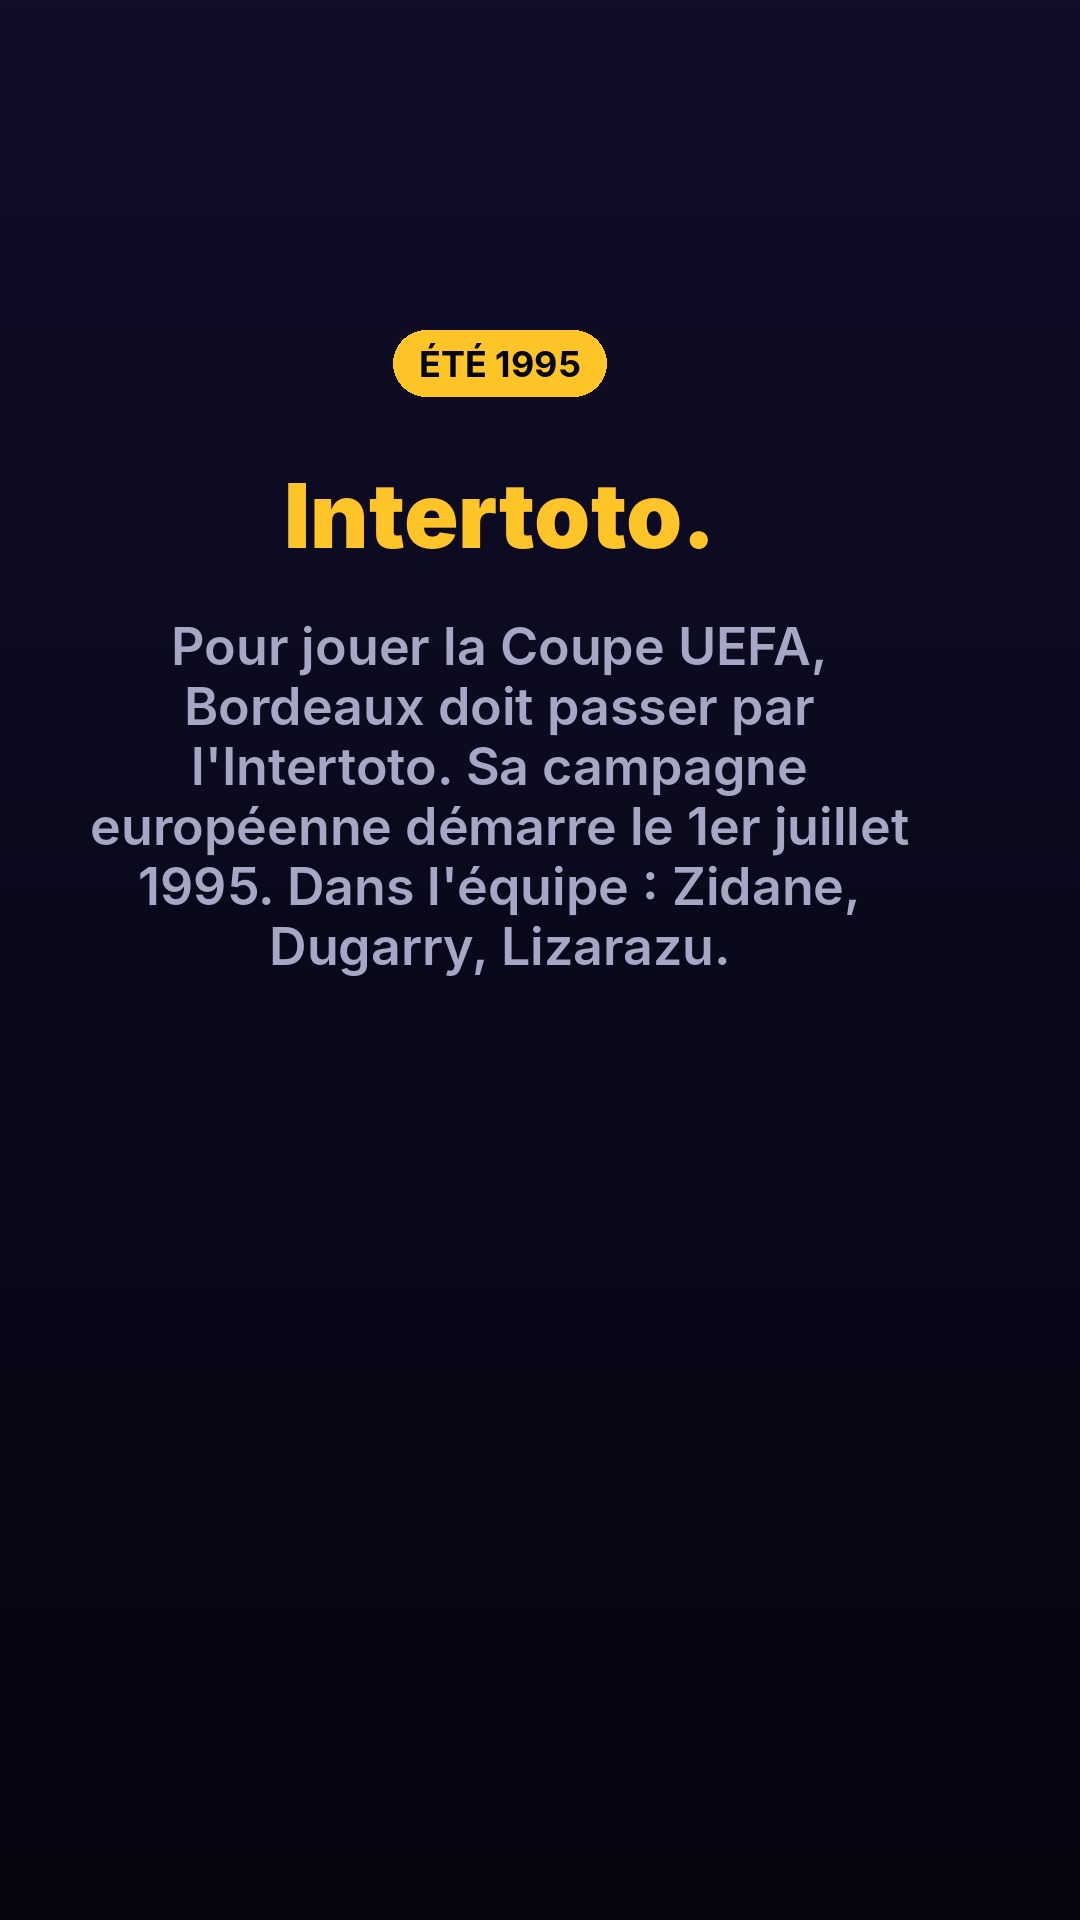 ÉTÉ 1995
Intertoto.
Pour jouer la Coupe UEFA,
Bordeaux doit passer par
l'Intertoto. Sa campagne
européenne démarre le 1er juillet
1995. Dans l'équipe : Zidane,
Dugarry, Lizarazu.